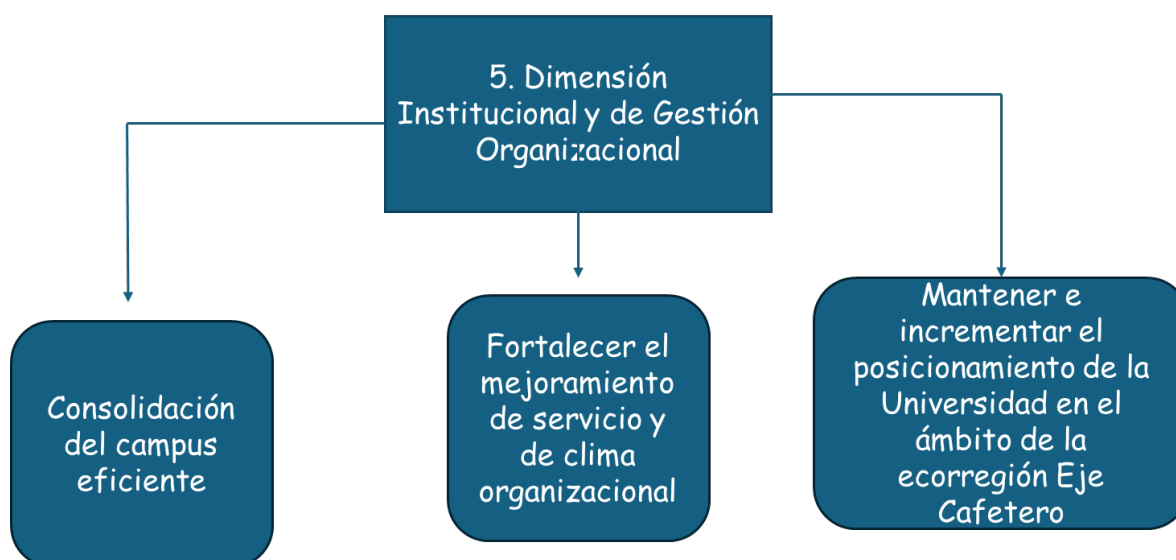 5. Dimensión
Institucional y de Gestión
Organizacional
Consolidación
del campus
eficiente
Fortalecer el
mejoramiento
de servicio y
de clima
organizacional
Mantener e
incrementar el
posicionamiento de la
Universidad en el
ámbito de la
ecorregión Eje
Cafetero